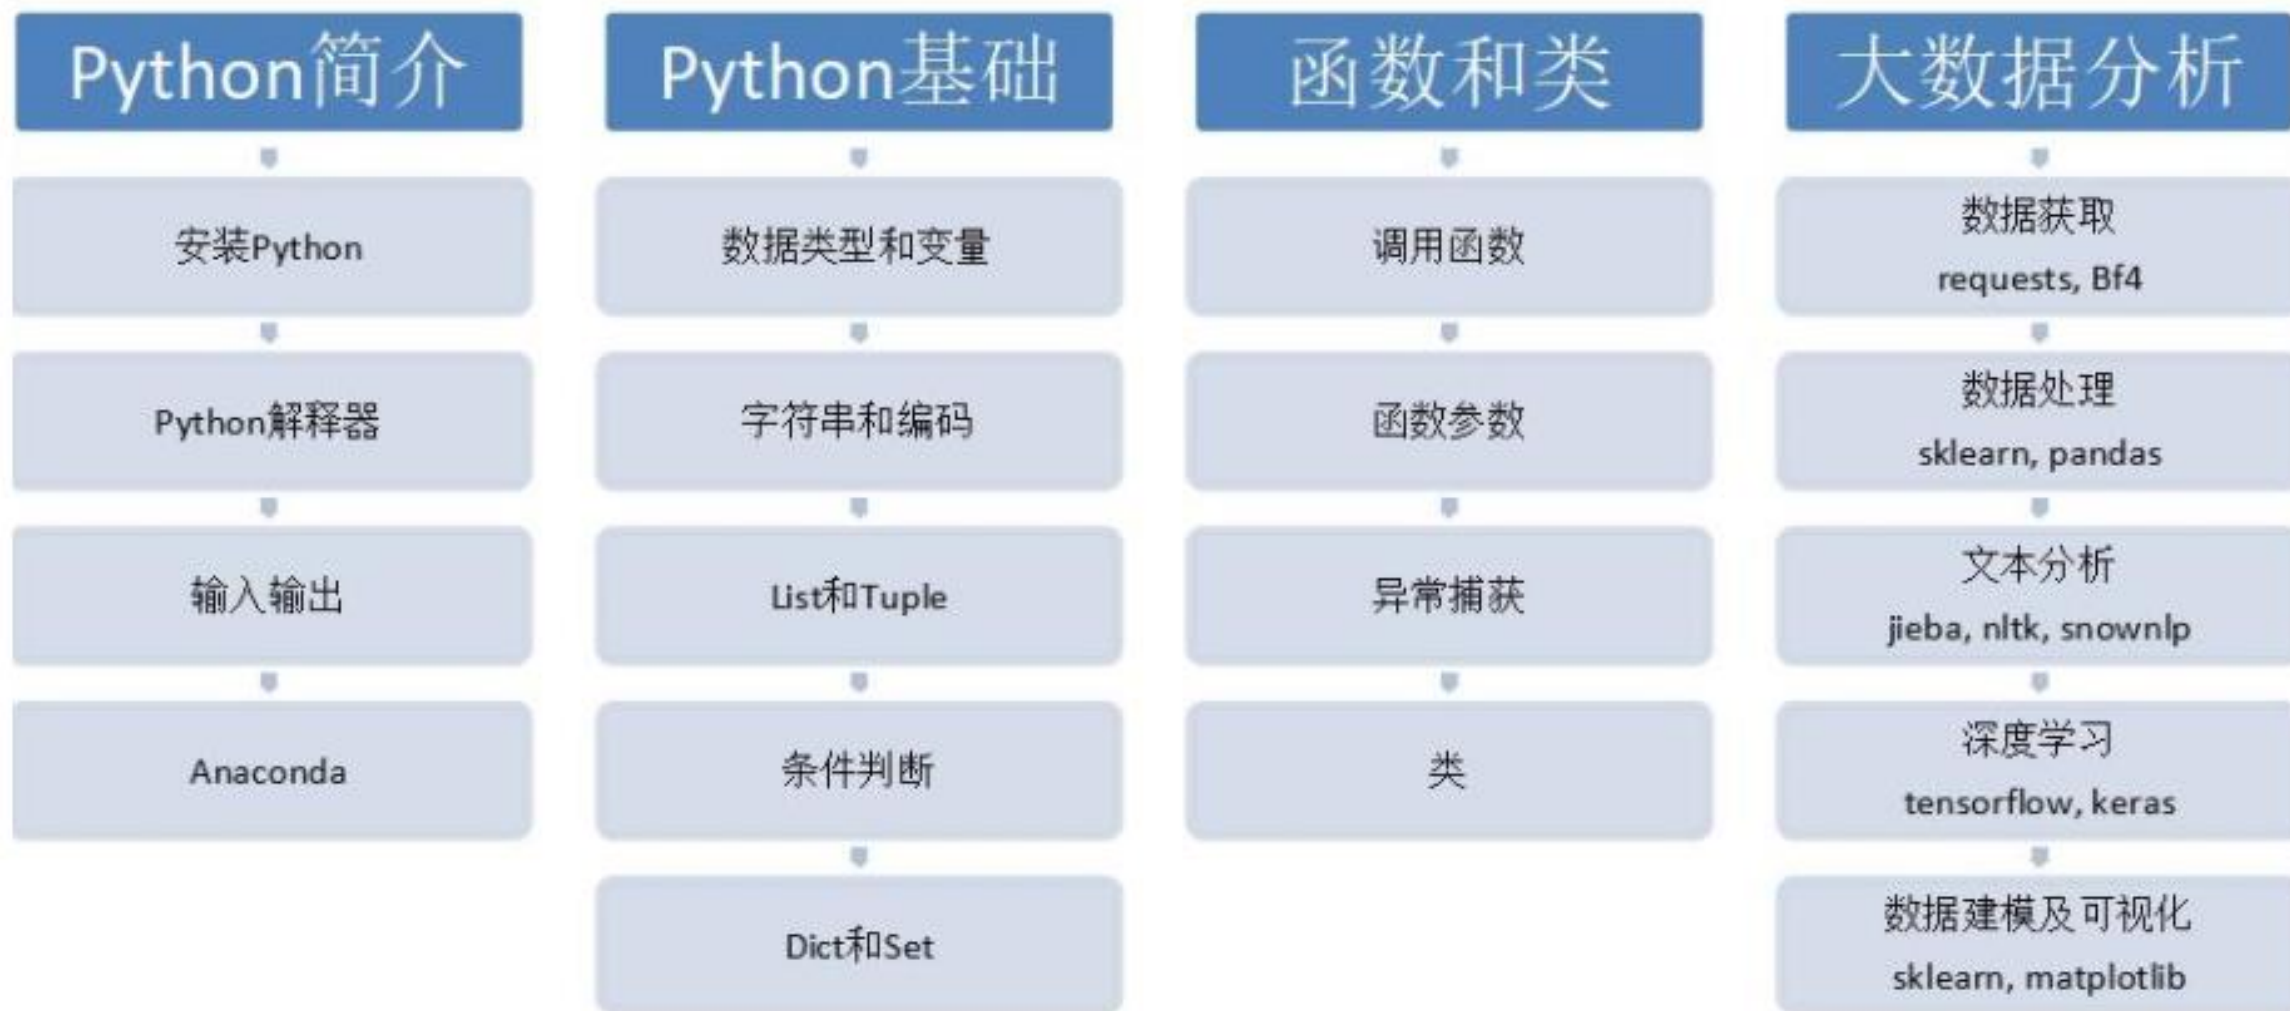 Python简介
安装Python
Python解释器
输入输出
Anaconda
Python基础
数据类型和变量
字符串和编码
List和Tuple
条件判断
Dict和Set
函数和类
调用函数
函数参数
异常捕获
类
大数据分析
数据获取
requests, Bf4
数据处理
sklearn, pandas
文本分析
jieba, nltk, snownlp
深度学习
tensorflow, keras
数据建模及可视化
sklearn, matplotlib